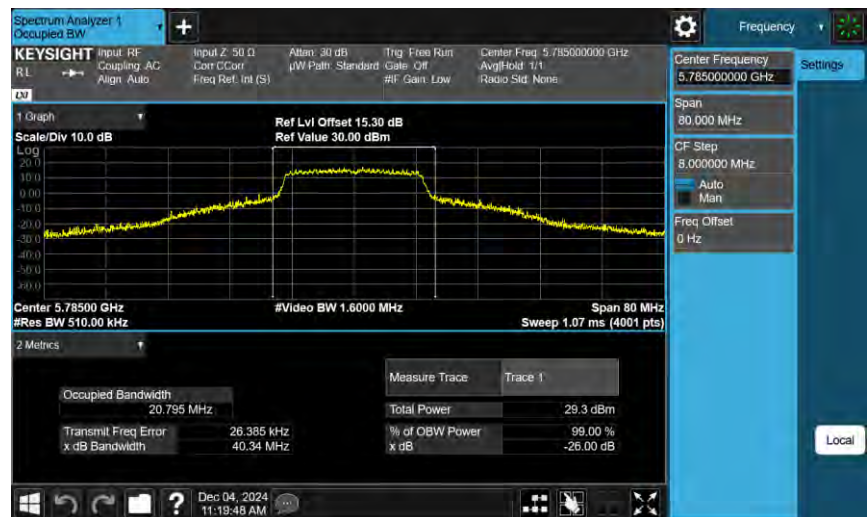 Spectrum Analyzer 1
Occupied BW
Frequency
KEYSIGHT
RL
LXI
Input: RF
Coupling: AC
Align: Auto
Input Z: 50 Ω
Corr CCorr
Freq Ref: Int (S)
Atten: 30 dB
µW Path: Standard
Trig: Free Run
Gate: Off
#IF Gain: Low
Center Freq: 5.785000000 GHz
Avg|Hold: 1/1
Radio Std: None
Center Frequency
5.785000000 GHz
Settings
Span
80.000 MHz
CF Step
8.000000 MHz
Auto
Man
Freq Offset
0 Hz
Local
1 Graph
Scale/Div 10.0 dB
Ref Lvl Offset 15.30 dB
Ref Value 30.00 dBm
Log
20.0
10.0
0.00
-10.0
-20.0
-30.0
-40.0
-50.0
-60.0
Center 5.78500 GHz
#Res BW 510.00 kHz
#Video BW 1.6000 MHz
Span 80 MHz
Sweep 1.07 ms (4001 pts)
2 Metrics
Measure Trace Trace 1
Occupied Bandwidth
20.795 MHz
Total Power 29.3 dBm
Transmit Freq Error 26.385 kHz
% of OBW Power 99.00 %
x dB Bandwidth 40.34 MHz
x dB -26.00 dB
?
Dec 04, 2024
11:19:48 AM